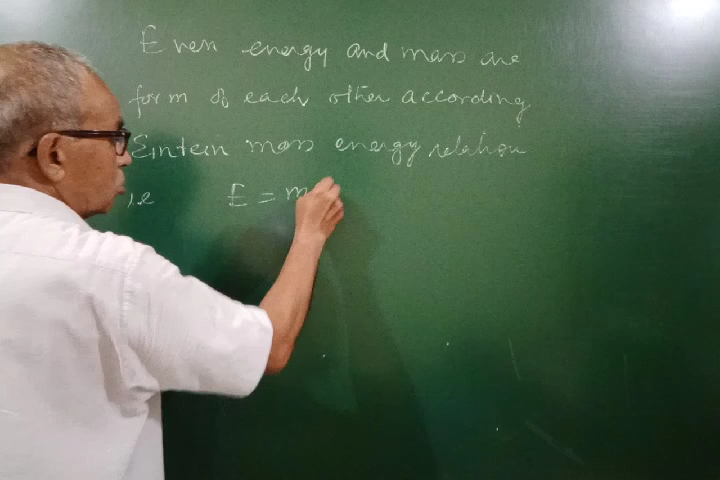 Even energy and mass are
form of each other according
Eintein mass energy relation
i.e E = m